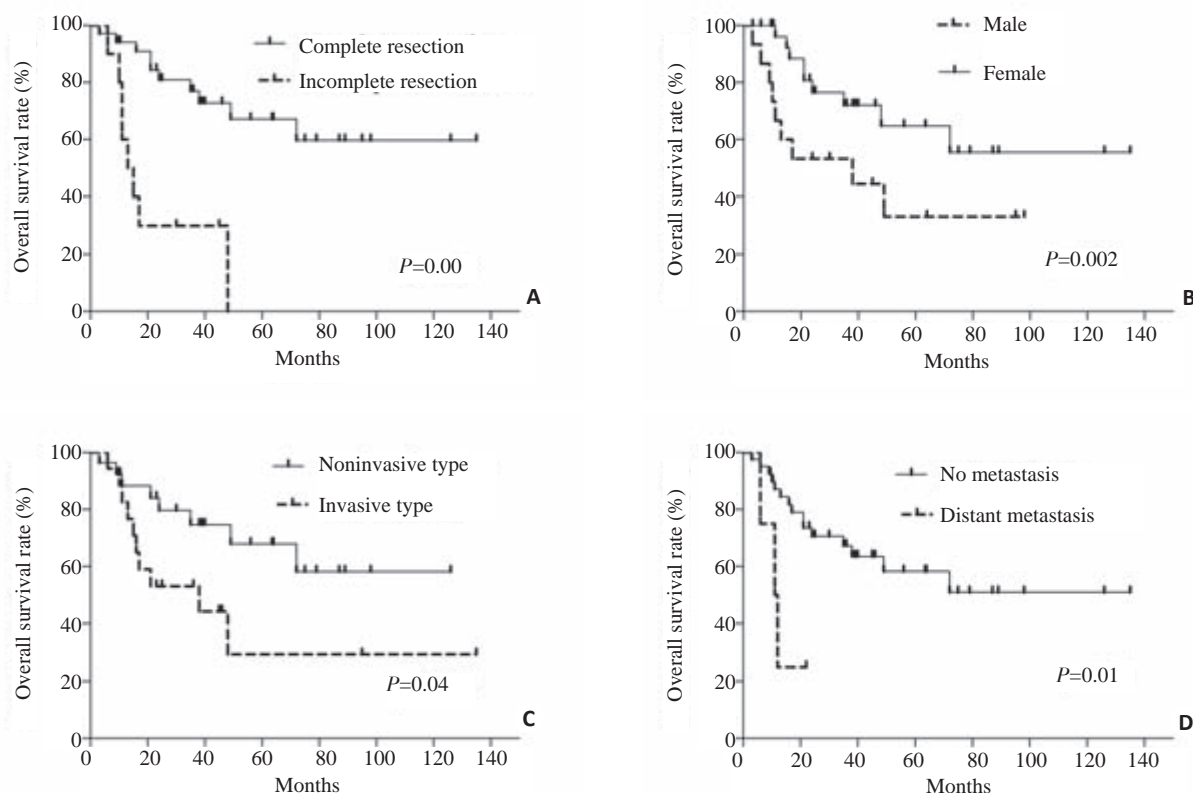 Overall survival rate (%)
100
80
60
40
20
0
Complete resection
Incomplete resection
P=0.00
A
0 20 40 60 80 100 120 140
Months
Overall survival rate (%)
100
80
60
40
20
0
Male
Female
P=0.002
B
0 20 40 60 80 100 120 140
Months
Overall survival rate (%)
100
80
60
40
20
0
Noninvasive type
Invasive type
P=0.04
C
0 20 40 60 80 100 120 140
Months
Overall survival rate (%)
100
80
60
40
20
0
No metastasis
Distant metastasis
P=0.01
D
0 20 40 60 80 100 120 140
Months